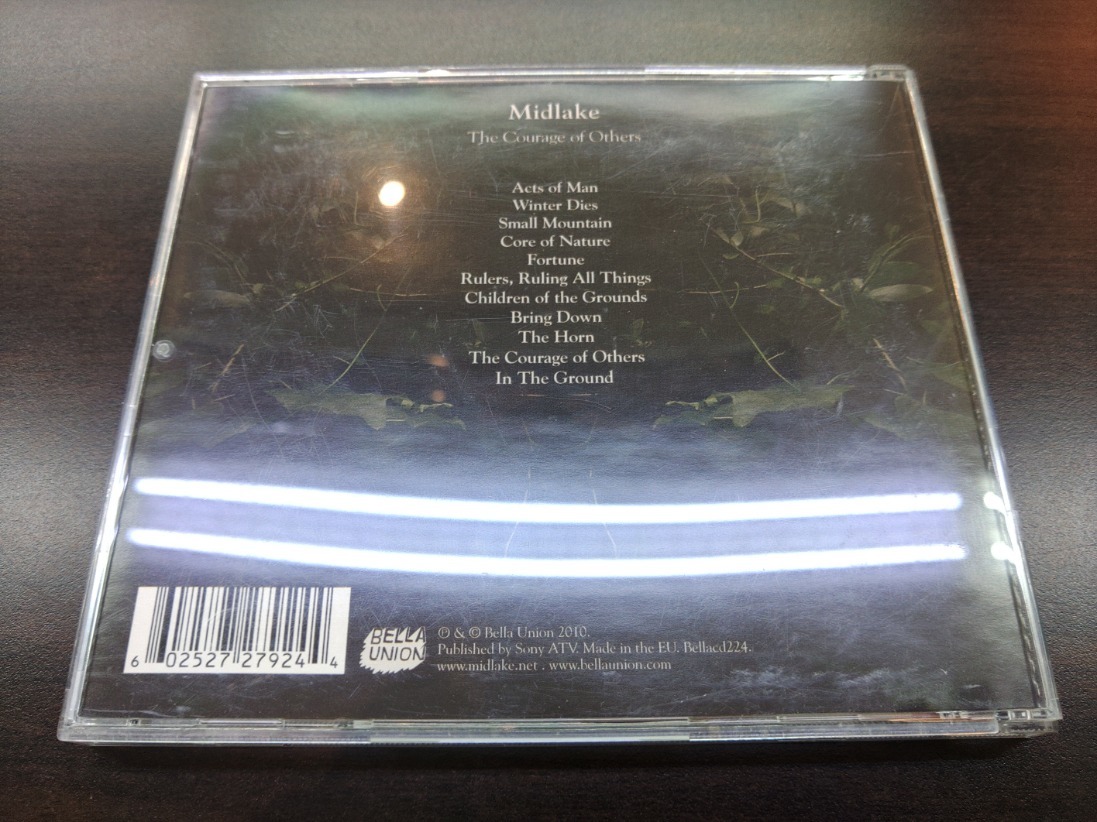 Midlake
The Courage of Others
Acts of Man
Winter Dies
Small Mountain
Core of Nature
Fortune
Rulers, Ruling All Things
Children of the Grounds
Bring Down
The Horn
The Courage of Others
In The Ground
6 02527 27924 4
BELLA
UNION
℗ & © Bella Union 2010.
Published by Sony ATV. Made in the EU. Bellacd224.
www.midlake.net . www.bellaunion.com